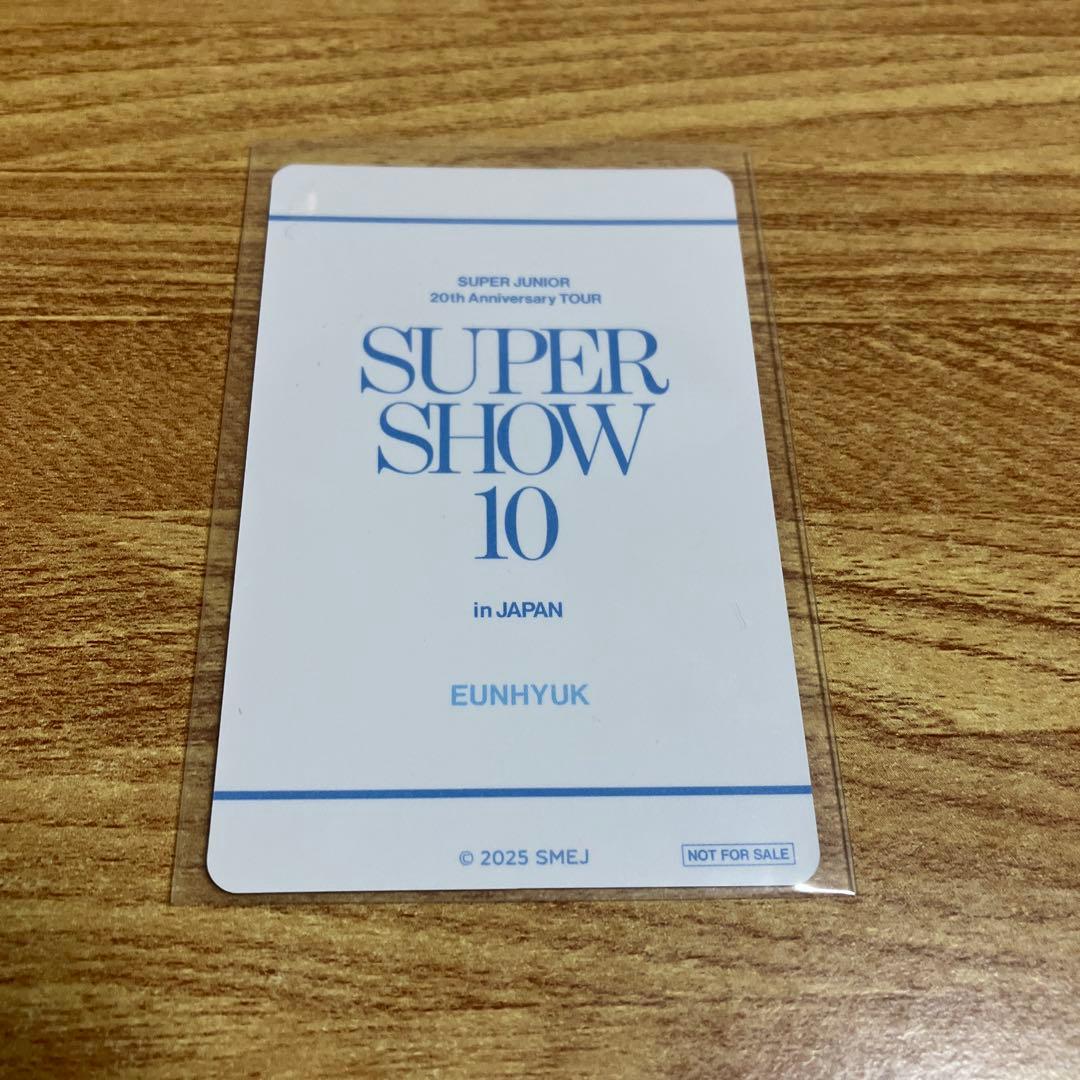 SUPER JUNIOR
20th Anniversary TOUR
SUPER
SHOW
10
in JAPAN
EUNHYUK
© 2025 SMEJ
NOT FOR SALE